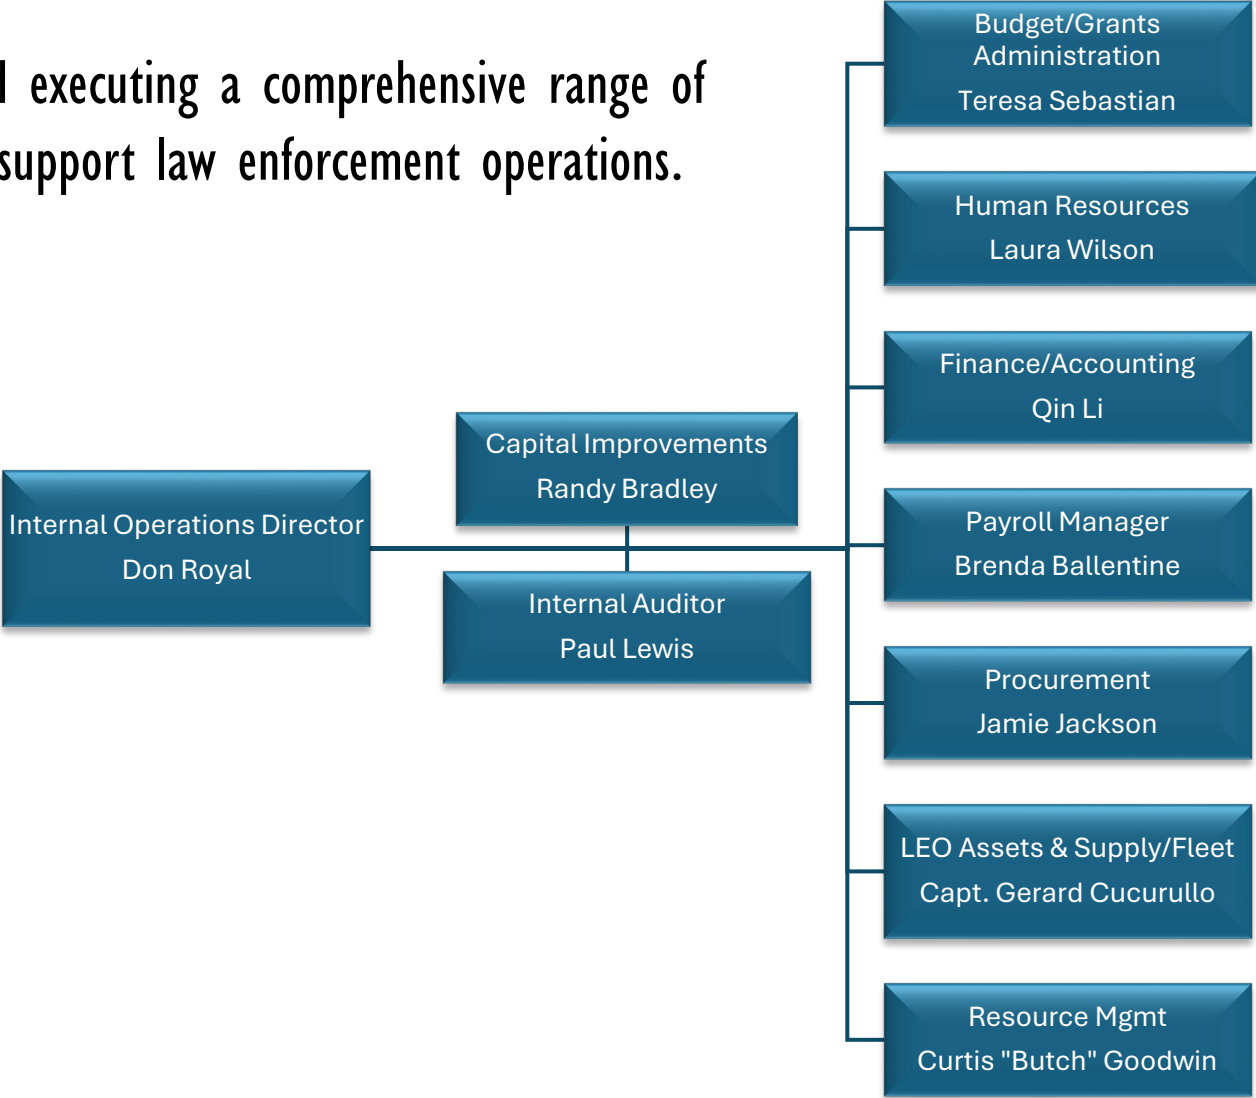 executing a comprehensive range of
support law enforcement operations.
Internal Operations Director
Don Royal
Capital Improvements
Randy Bradley
Internal Auditor
Paul Lewis
Budget/Grants
Administration
Teresa Sebastian
Human Resources
Laura Wilson
Finance/Accounting
Qin Li
Payroll Manager
Brenda Ballentine
Procurement
Jamie Jackson
LEO Assets & Supply/Fleet
Capt. Gerard Cucurullo
Resource Mgmt
Curtis "Butch" Goodwin